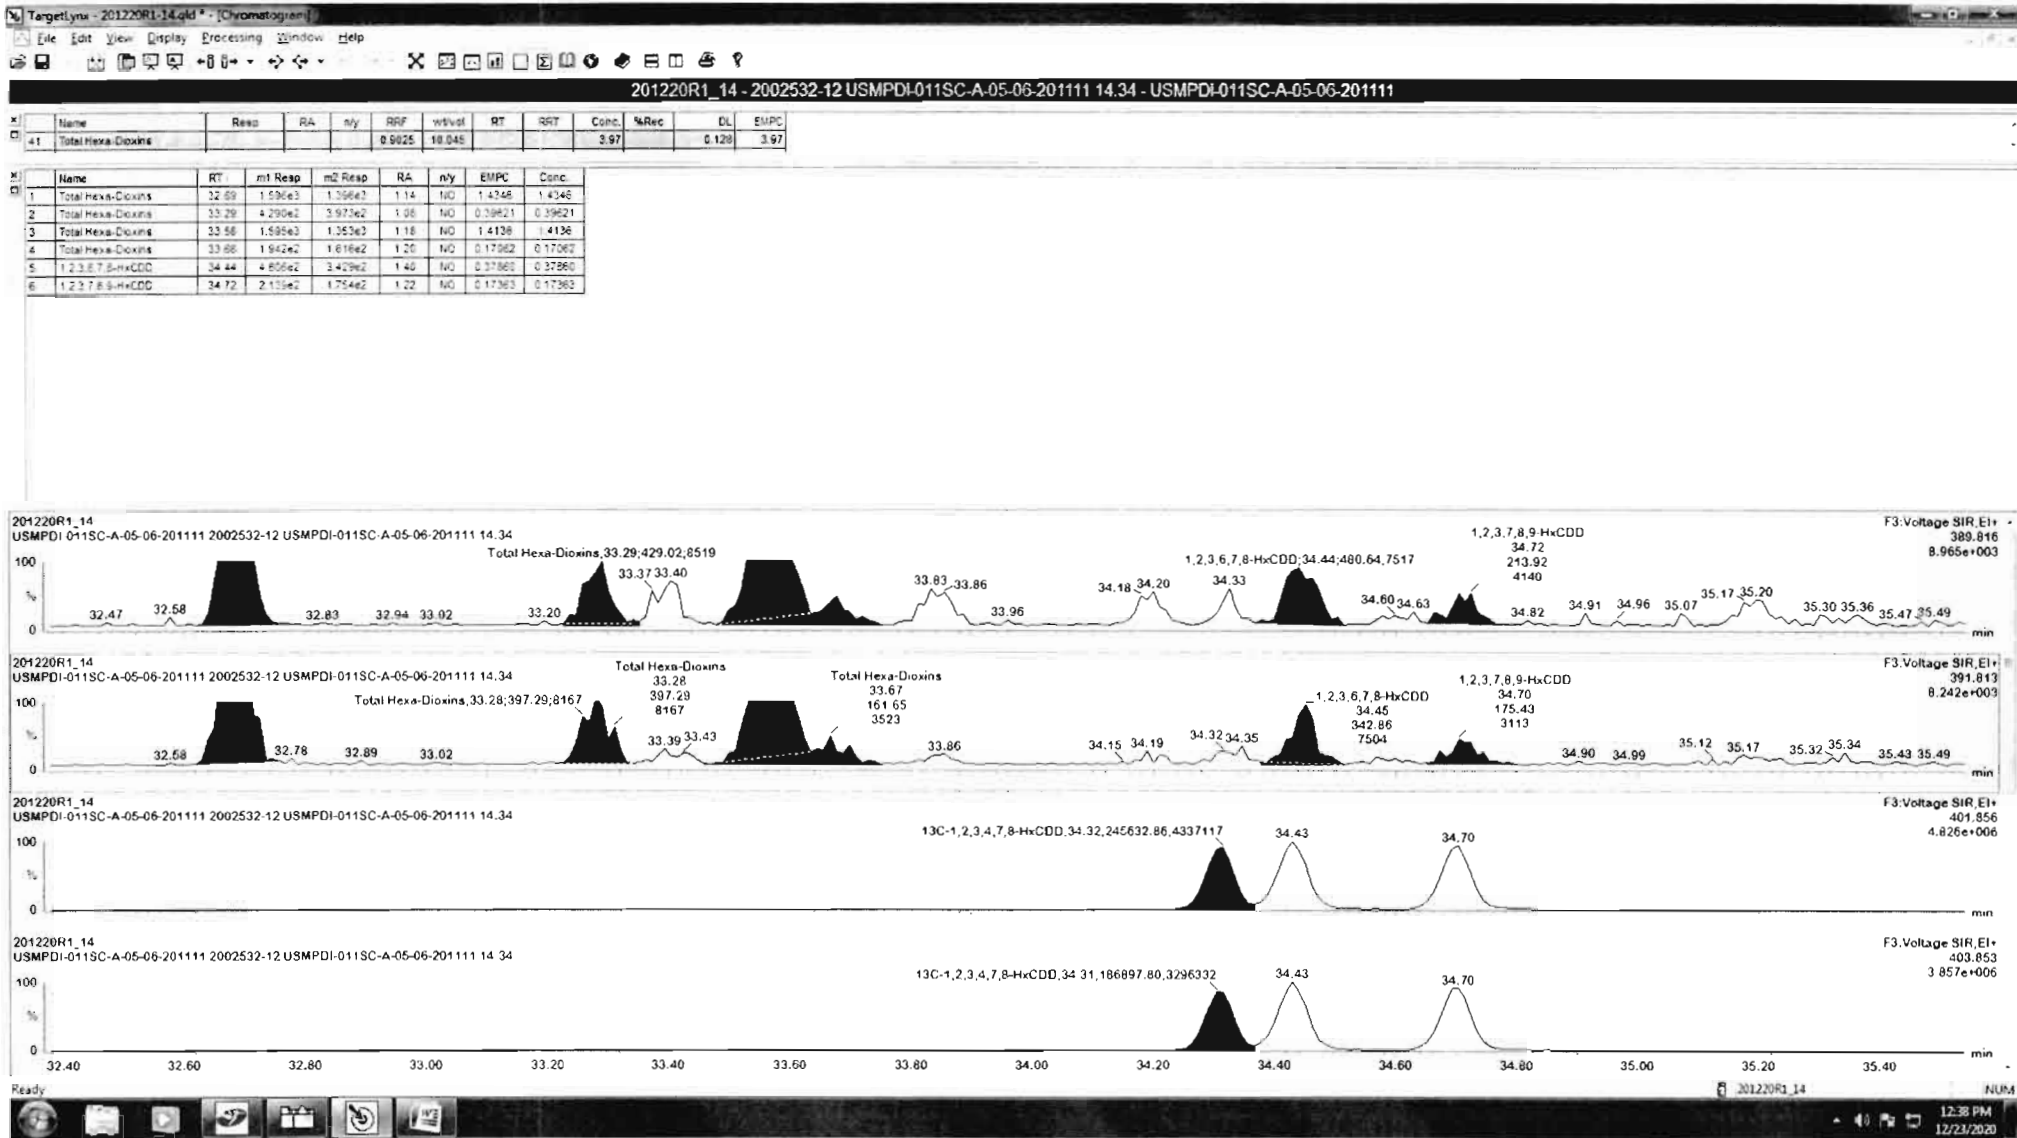 TargetLynx - 201220R1-14.qld * - [Chromatogram]
File Edit View Display Processing Window Help
201220R1_14 - 2002532-12 USMPDI-011SC-A-05-06-201111 14.34 - USMPDI-011SC-A-05-06-201111
Name Resp RA n/y RRF wt/vol RT RRT Conc. %Rec DL EMPC
41 Total Hexa-Dioxins 0.9025 10.045 3.97 0.128 3.97
Name RT m1 Resp m2 Resp RA n/y EMPC Conc.
1 Total Hexa-Dioxins 32.69 1.596e3 1.14 NO 1.4346 1.4346
2 Total Hexa-Dioxins 33.29 4.290e2 3.973e2 1.08 NO 0.39621 0.39621
3 Total Hexa-Dioxins 33.56 1.595e3 1.353e3 1.18 NO 1.4136 1.4136
4 Total Hexa-Dioxins 33.68 1.942e2 1.616e2 1.20 NO
5 1,2,3,6,7,8-HxCDD 34.44 4.806e2 3.429e2 1.40 NO 0.37860 0.37860
6 1,2,3,7,8,9-HxCDD 34.72 2.139e2 1.754e2 1.22 NO 0.17363 0.17363
201220R1_14
USMPDI-011SC-A-05-06-201111 2002532-12 USMPDI-011SC-A-05-06-201111 14.34
F3:Voltage SIR,EI+
389.816
8.965e+003
Total Hexa-Dioxins,33.29;429.02;8519
1,2,3,6,7,8-HxCDD;34.44;480.64,7517
1,2,3,7,8,9-HxCDD
34.72
213.92
4140
100
%
0
32.47 32.58 32.83 32.94 33.02 33.20 33.37 33.40 33.83 33.86 33.96 34.18 34.20 34.33 34.60 34.63 34.82 34.91 34.96 35.07 35.17 35.20 35.30 35.36 35.47 35.49
min
201220R1_14
USMPDI-011SC-A-05-06-201111 2002532-12 USMPDI-011SC-A-05-06-201111 14.34
F3:Voltage SIR,EI+
391.813
8.242e+003
Total Hexa-Dioxins,33.28;397.29;8167
Total Hexa-Dioxins
33.28
397.29
8167
Total Hexa-Dioxins
33.67
161.65
3523
1,2,3,6,7,8-HxCDD
34.45
342.86
7504
1,2,3,7,8,9-HxCDD
34.70
175.43
3113
100
%
0
32.58 32.78 32.89 33.02 33.39 33.43 33.86 34.15 34.19 34.32 34.35 34.90 34.99 35.12 35.17 35.32 35.34 35.43 35.49
min
201220R1_14
USMPDI-011SC-A-05-06-201111 2002532-12 USMPDI-011SC-A-05-06-201111 14.34
F3:Voltage SIR,EI+
401.856
4.826e+006
13C-1,2,3,4,7,8-HxCDD,34.32,245632.86,4337117
34.43 34.70
100
%
0
min
201220R1_14
USMPDI-011SC-A-05-06-201111 2002532-12 USMPDI-011SC-A-05-06-201111 14 34
F3:Voltage SIR,EI+
403.853
3 857e+006
13C-1,2,3,4,7,8-HxCDD,34 31,186897.80,3296332
34.43 34.70
100
%
0
min
32.40 32.60 32.80 33.00 33.20 33.40 33.60 33.80 34.00 34.20 34.40 34.60 34.80 35.00 35.20 35.40
Ready
201220R1_14
NUM
12:38 PM
12/23/2020